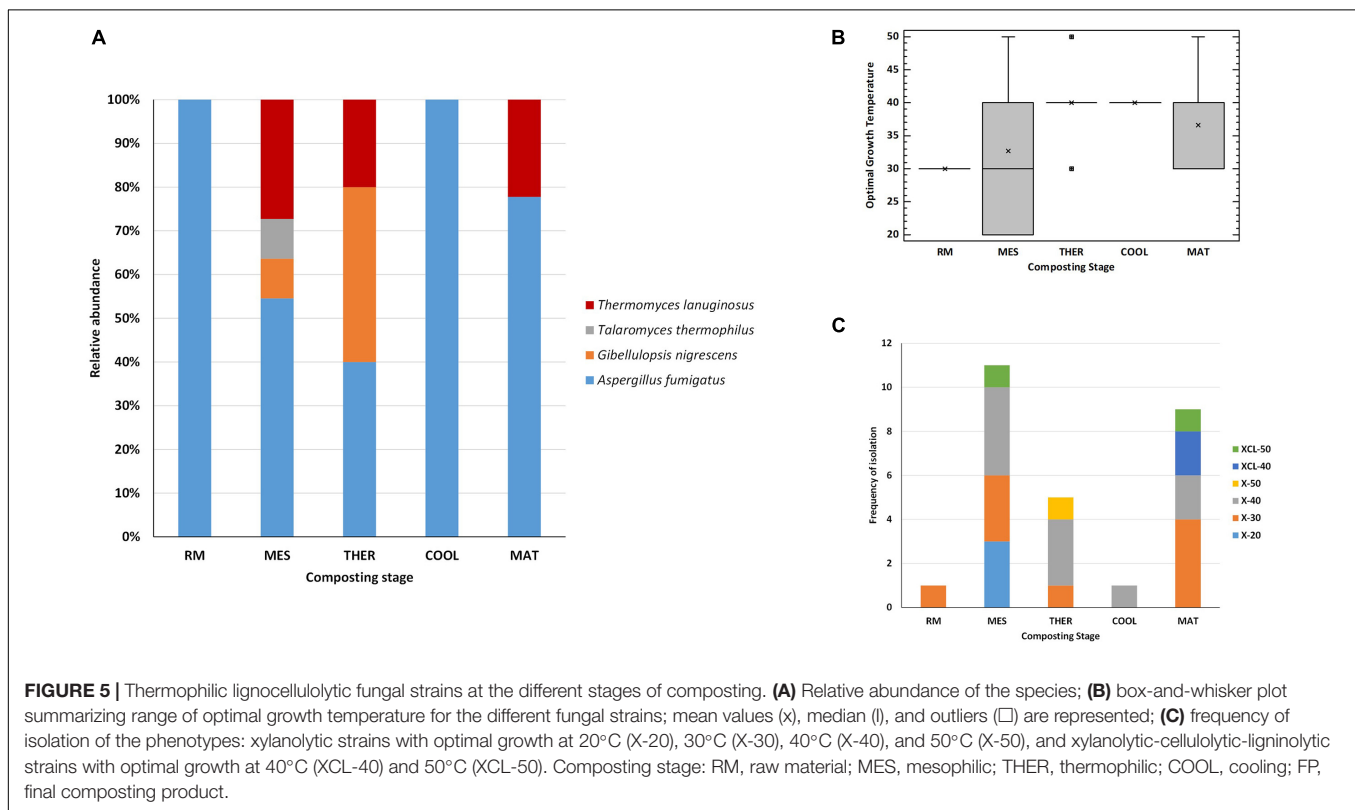 A
100%
90%
80%
70%
60%
50%
40%
30%
20%
10%
0%
Relative abundance
RM MES THER COOL MAT
Composting stage
Thermomyces lanuginosus
Talaromyces thermophilus
Gibellulopsis nigrescens
Aspergillus fumigatus
B
50
45
40
35
30
25
20
Optimal Growth Temperature
RM MES THER COOL MAT
Composting Stage
C
12
10
8
6
4
2
0
Frequency of isolation
RM MES THER COOL MAT
Composting Stage
XCL-50
XCL-40
X-50
X-40
X-30
X-20
FIGURE 5 | Thermophilic lignocellulolytic fungal strains at the different stages of composting. (A) Relative abundance of the species; (B) box-and-whisker plot
summarizing range of optimal growth temperature for the different fungal strains; mean values (x), median (l), and outliers (□) are represented; (C) frequency of
isolation of the phenotypes: xylanolytic strains with optimal growth at 20°C (X-20), 30°C (X-30), 40°C (X-40), and 50°C (X-50), and xylanolytic-cellulolytic-ligninolytic
strains with optimal growth at 40°C (XCL-40) and 50°C (XCL-50). Composting stage: RM, raw material; MES, mesophilic; THER, thermophilic; COOL, cooling; FP,
final composting product.